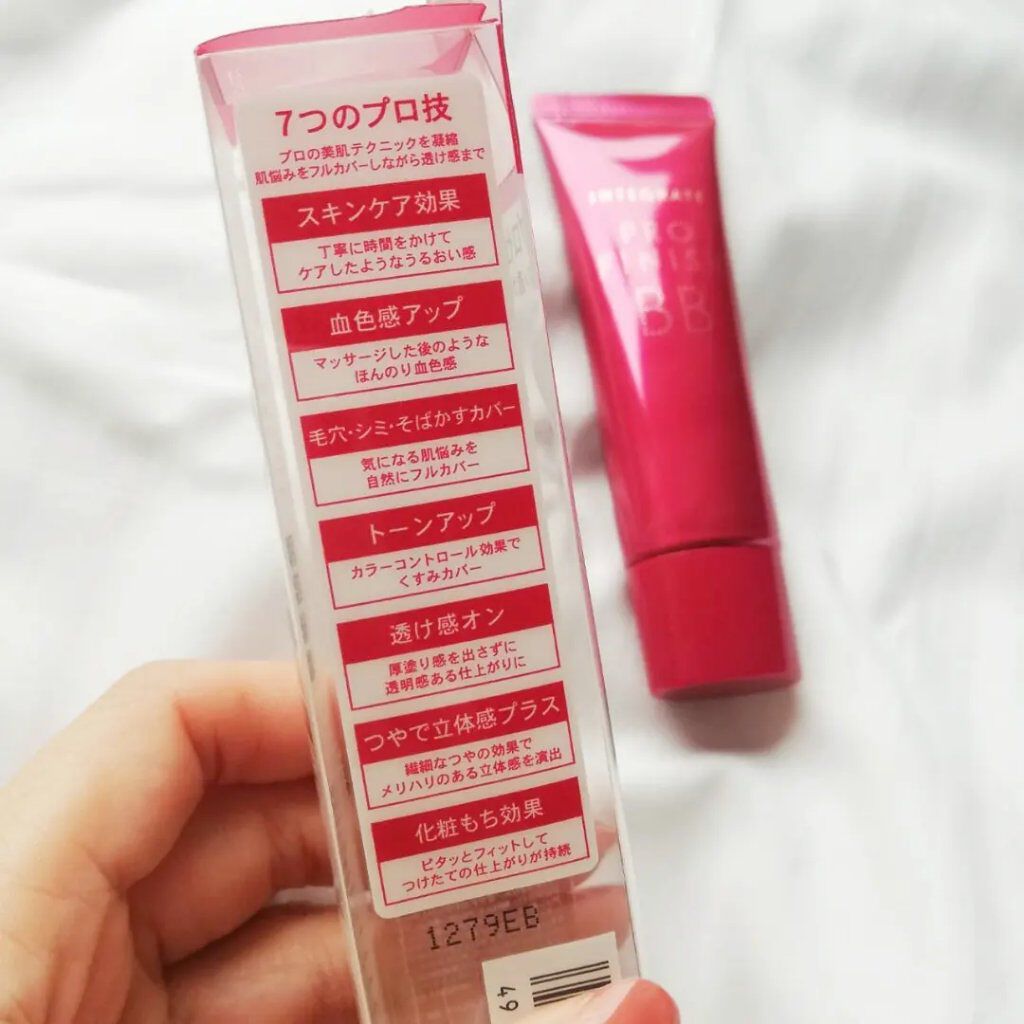 7つのプロ技
プロの美肌テクニックを凝縮
肌悩みをフルカバーしながら透け感まで
スキンケア効果
丁寧に時間をかけて
ケアしたようなうるおい感
血色感アップ
マッサージした後のような
ほんのり血色感
毛穴・シミ・そばかすカバー
気になる肌悩みを
自然にフルカバー
トーンアップ
カラーコントロール効果で
くすみカバー
透け感オン
厚塗り感を出さずに
透明感ある仕上がりに
つやで立体感プラス
繊細なつやの効果で
メリハリのある立体感を演出
化粧もち効果
ピタッとフィットして
つけたての仕上がりが持続
1279EB
49
INTEGRATE
PRO
BB